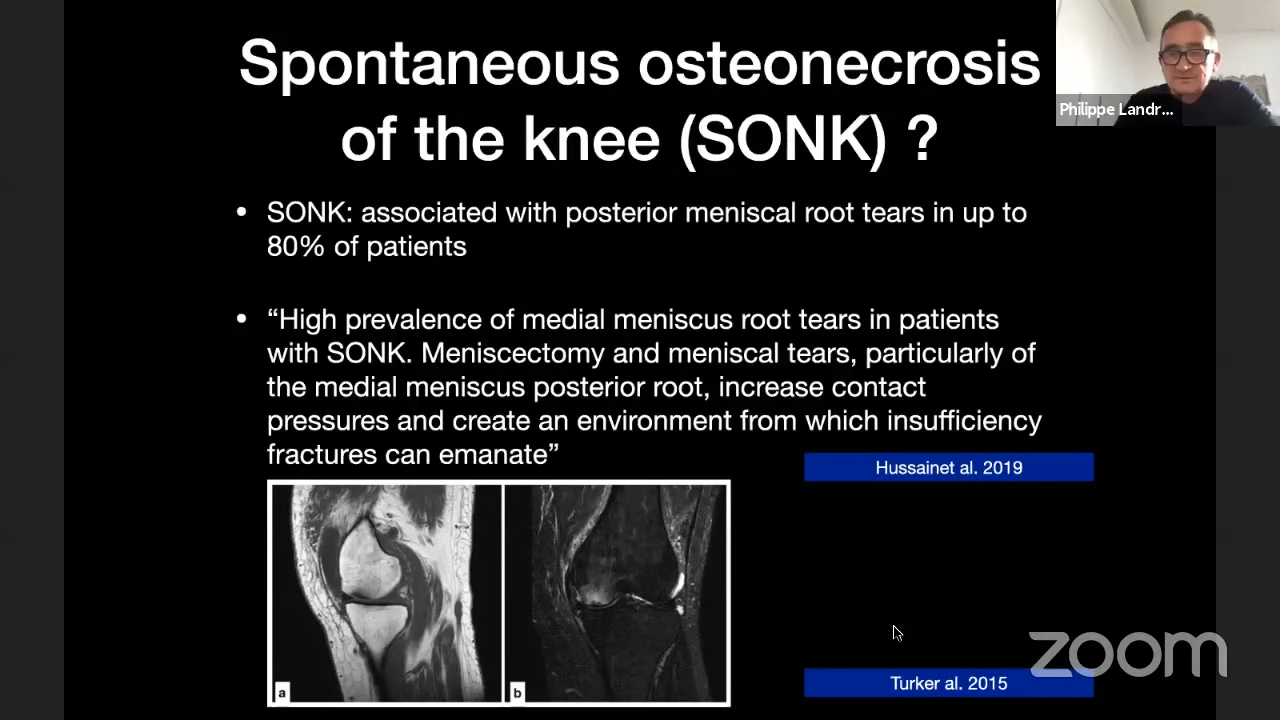 Spontaneous osteonecrosis
of the knee (SONK) ?
Philippe Landr...
• SONK: associated with posterior meniscal root tears in up to
80% of patients
• “High prevalence of medial meniscus root tears in patients
with SONK. Meniscectomy and meniscal tears, particularly of
the medial meniscus posterior root, increase contact
pressures and create an environment from which insufficiency
fractures can emanate”
Hussainet al. 2019
a
b
zoom
Turker al. 2015